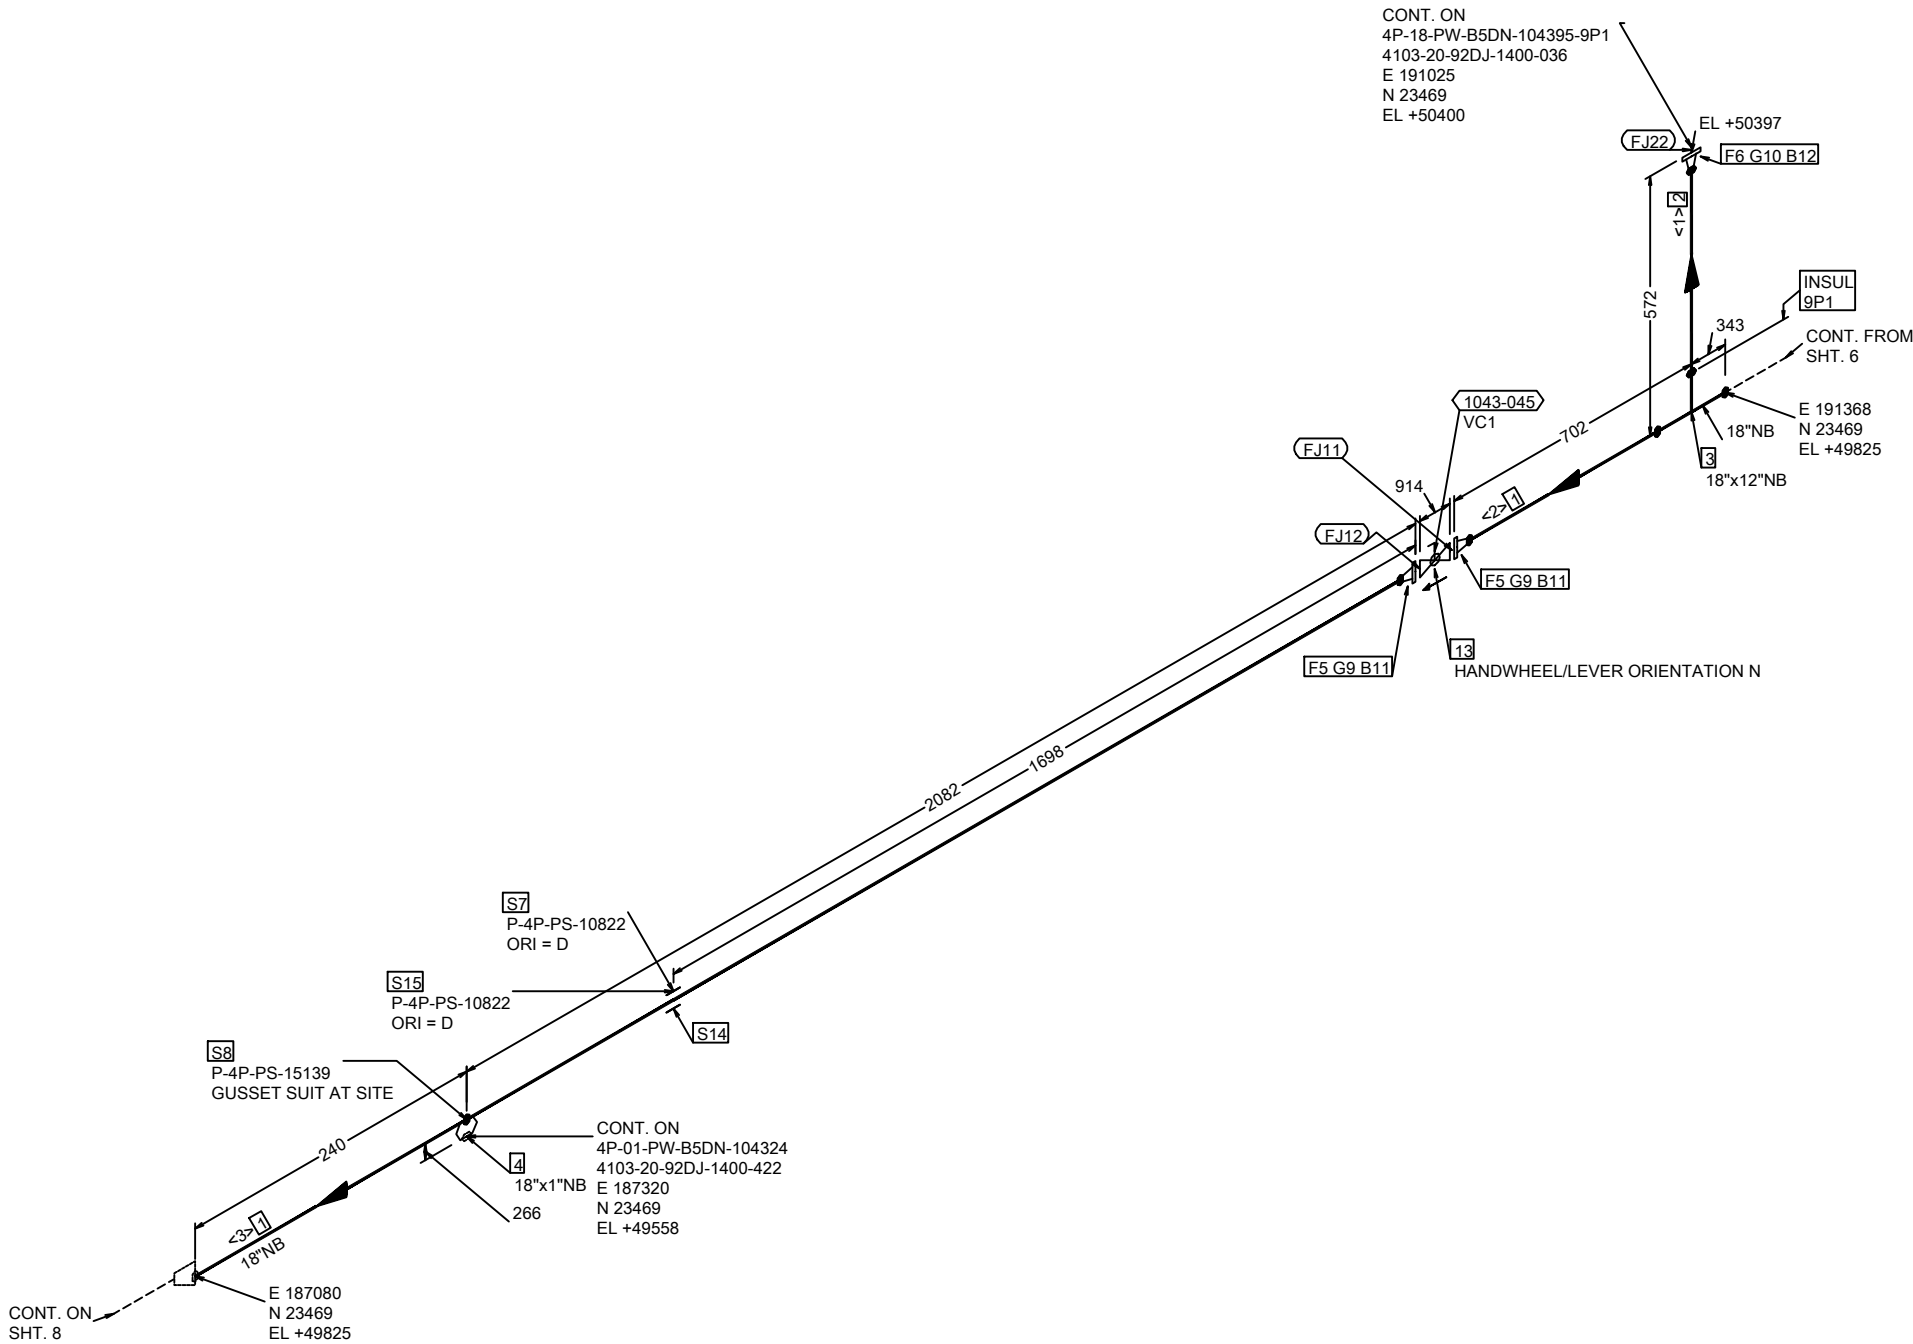 CONT. ON
4P-18-PW-B5DN-104395-9P1
4103-20-92DJ-1400-036
E 191025
N 23469
EL +50400
EL +50397
FJ22
F6 G10 B12
<1> 2
572
INSUL
9P1
343
CONT. FROM
SHT. 6
1043-045
VC1
E 191368
N 23469
EL +49825
18"NB
702
FJ11
3
18"x12"NB
914
<2> 1
FJ12
F5 G9 B11
13
HANDWHEEL/LEVER ORIENTATION N
F5 G9 B11
1698
2082
S7
P-4P-PS-10822
ORI = D
S15
P-4P-PS-10822
ORI = D
S14
S8
P-4P-PS-15139
GUSSET SUIT AT SITE
CONT. ON
4P-01-PW-B5DN-104324
4103-20-92DJ-1400-422
E 187320
N 23469
EL +49558
240
4
18"x1"NB
266
<3> 1
18"NB
E 187080
N 23469
EL +49825
CONT. ON
SHT. 8